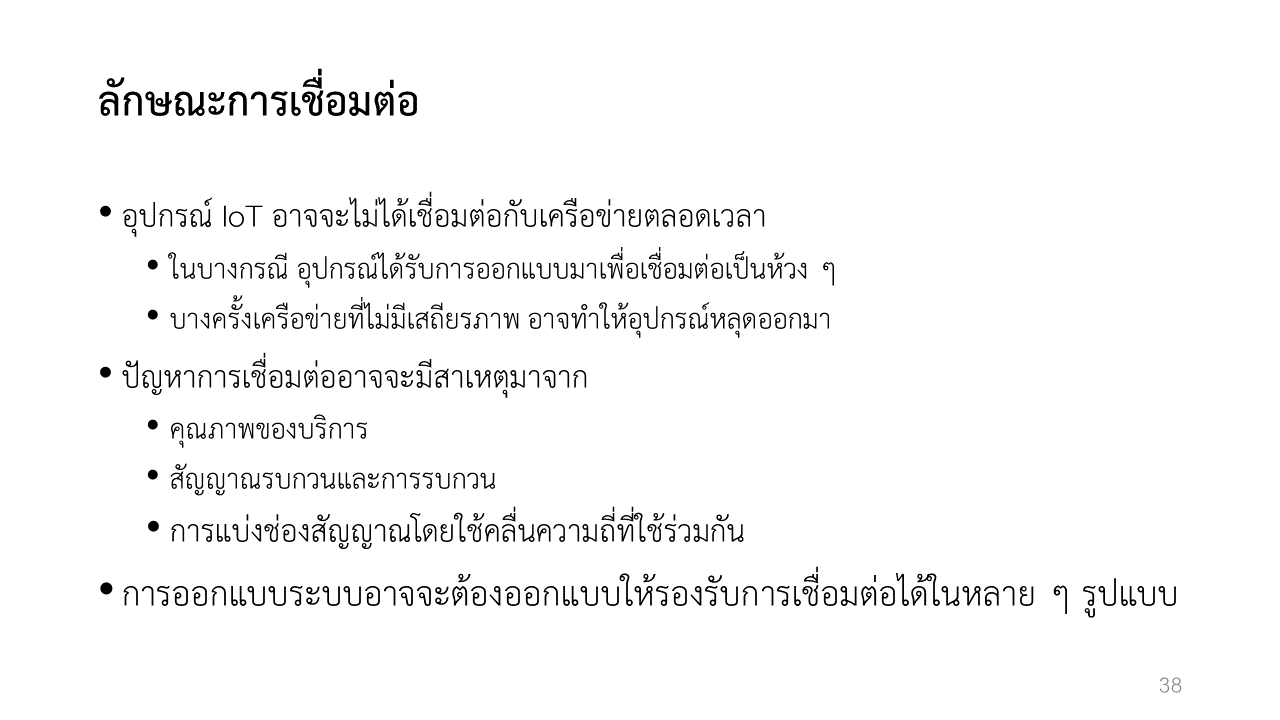 ลักษณะการเชื่อมต่อ
• อุปกรณ์ IoT อาจจะไม่ได้เชื่อมต่อกับเครือข่ายตลอดเวลา
• ในบางกรณี อุปกรณ์ได้รับการออกแบบมาเพื่อเชื่อมต่อเป็นห้วง ๆ
• บางครั้งเครือข่ายที่ไม่มีเสถียรภาพ อาจทำให้อุปกรณ์หลุดออกมา
• ปัญหาการเชื่อมต่ออาจจะมีสาเหตุมาจาก
• คุณภาพของบริการ
• สัญญาณรบกวนและการรบกวน
• การแบ่งช่องสัญญาณโดยใช้คลื่นความถี่ที่ใช้ร่วมกัน
• การออกแบบระบบอาจจะต้องออกแบบให้รองรับการเชื่อมต่อได้ในหลาย ๆ รูปแบบ
38